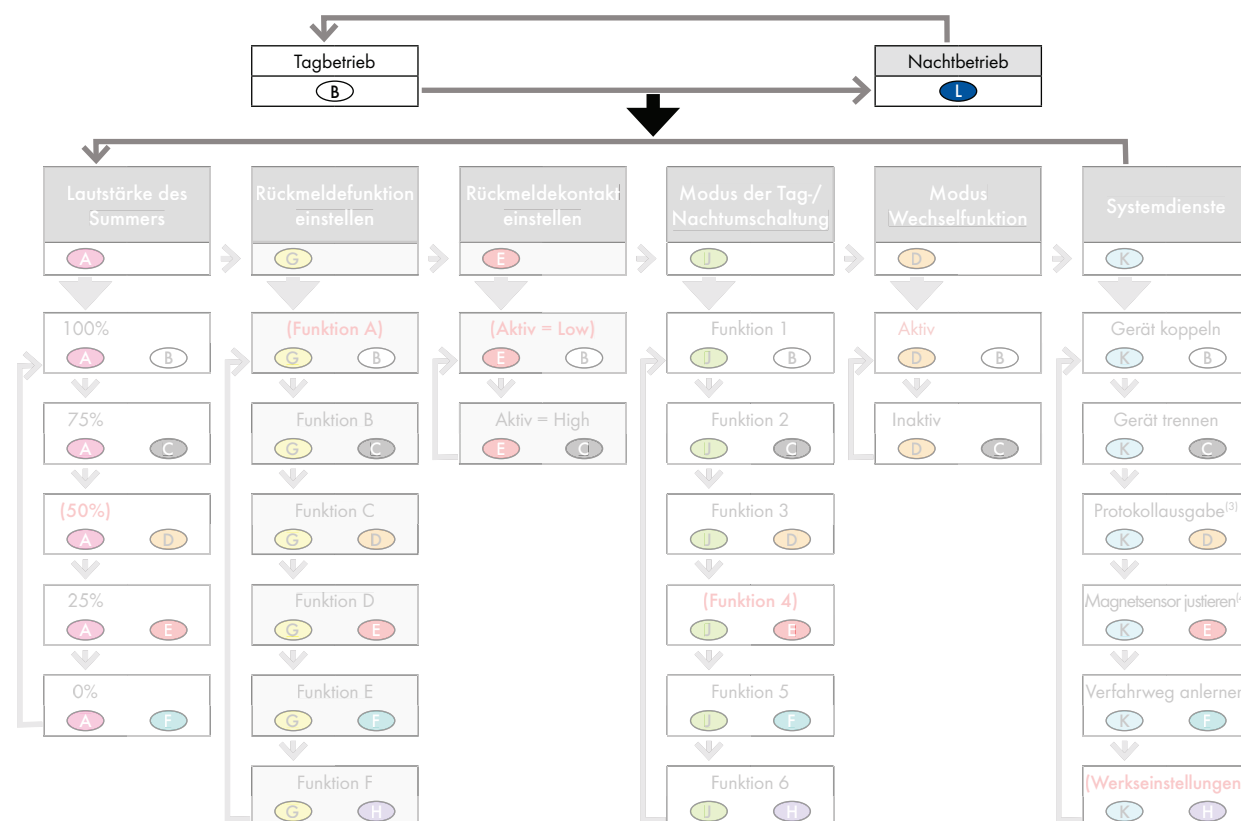 Tagbetrieb
B
Nachtbetrieb
L
Lautstärke des
Summers
A
Rückmeldefunktion
einstellen
G
Rückmeldekontakt
einstellen
E
Modus der Tag-/
Nachtumschaltung
J
Modus
Wechselfunktion
D
Systemdienste
K
100%
A B
75%
A C
(50%)
A D
25%
A E
0%
A F
(Funktion A)
G B
Funktion B
G C
Funktion C
G D
Funktion D
G E
Funktion E
G F
Funktion F
G H
(Aktiv = Low)
E B
Aktiv = High
E C
Funktion 1
J B
Funktion 2
J C
Funktion 3
J D
(Funktion 4)
J E
Funktion 5
J F
Funktion 6
J H
Aktiv
D B
Inaktiv
D C
Gerät koppeln
K B
Gerät trennen
K C
Protokollausgabe(3)
K D
Magnetsensor justieren(4
K E
Verfahrweg anlernen
K F
(Werkseinstellungen
K H